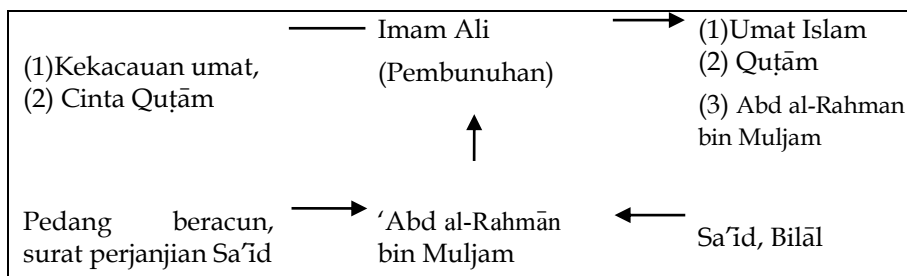 (1)Kekacauan umat,
(2) Cinta Quṭām
Imam Ali
(Pembunuhan)
(1)Umat Islam
(2) Quṭām
(3) Abd al-Rahman
bin Muljam
Pedang beracun,
surat perjanjian Sa’īd
‘Abd al-Rahmān
bin Muljam
Sa’īd, Bilāl